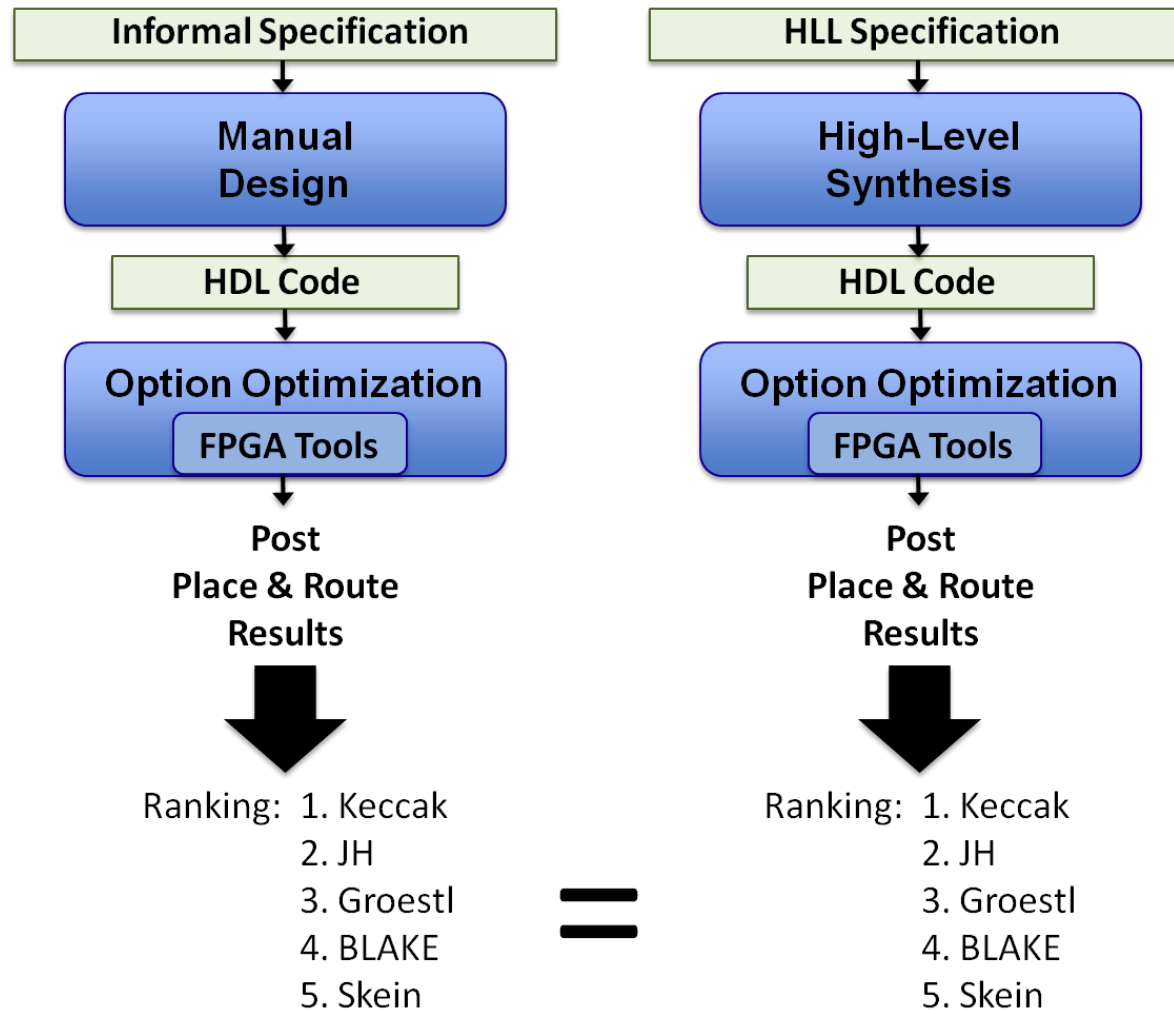 Informal Specification
Manual
Design
HDL Code
Option Optimization
FPGA Tools
Post
Place & Route
Results
Ranking: 1. Keccak
2. JH
3. Groestl
4. BLAKE
5. Skein
=
HLL Specification
High-Level
Synthesis
HDL Code
Option Optimization
FPGA Tools
Post
Place & Route
Results
Ranking: 1. Keccak
2. JH
3. Groestl
4. BLAKE
5. Skein